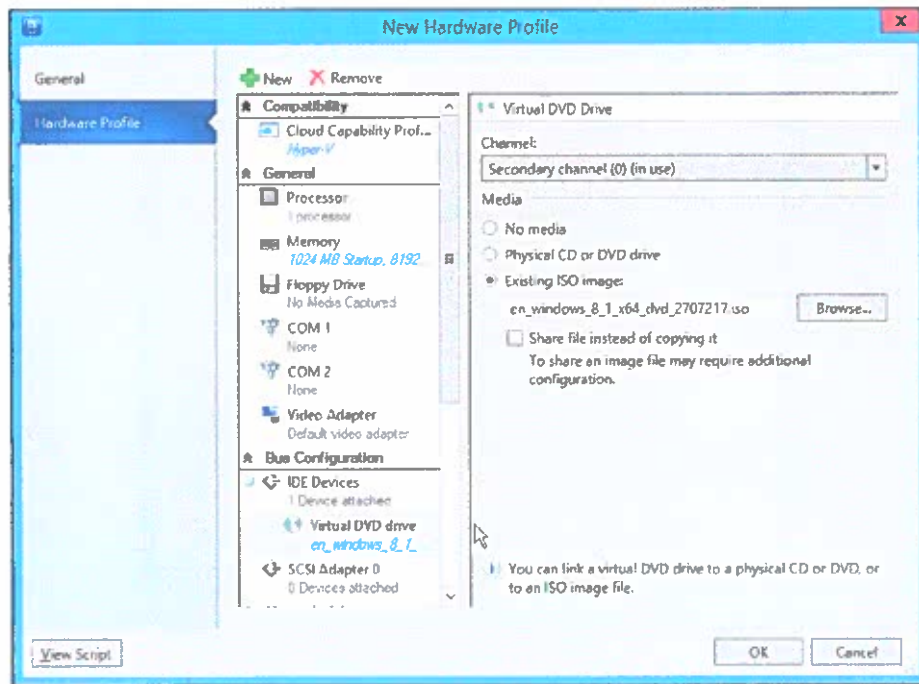 New Hardware Profile
x
General
Hardware Profile
New
Remove
Compatibility
Cloud Capability Prof...
Hyper-V
General
Processor
1 processor
Memory
1024 MB Startup, 8192
Floppy Drive
No Media Captured
COM 1
None
COM 2
None
Video Adapter
Default video adapter
Bus Configuration
IDE Devices
1 Device attached
Virtual DVD drive
en_windows_8_1_
SCSI Adapter 0
0 Devices attached
Virtual DVD Drive
Channel:
Secondary channel (0) (in use)
Media
No media
Physical CD or DVD drive
Existing ISO image:
en_windows_8_1_x64_dvd_2707217.iso
Browse...
Share file instead of copying it
To share an image file may require additional
configuration.
You can link a virtual DVD drive to a physical CD or DVD, or
to an ISO image file.
View Script
OK
Cancel